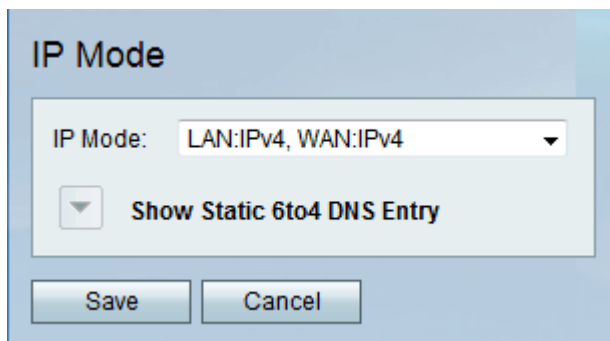 IP Mode
IP Mode: LAN:IPv4, WAN:IPv4
Show Static 6to4 DNS Entry
Save Cancel